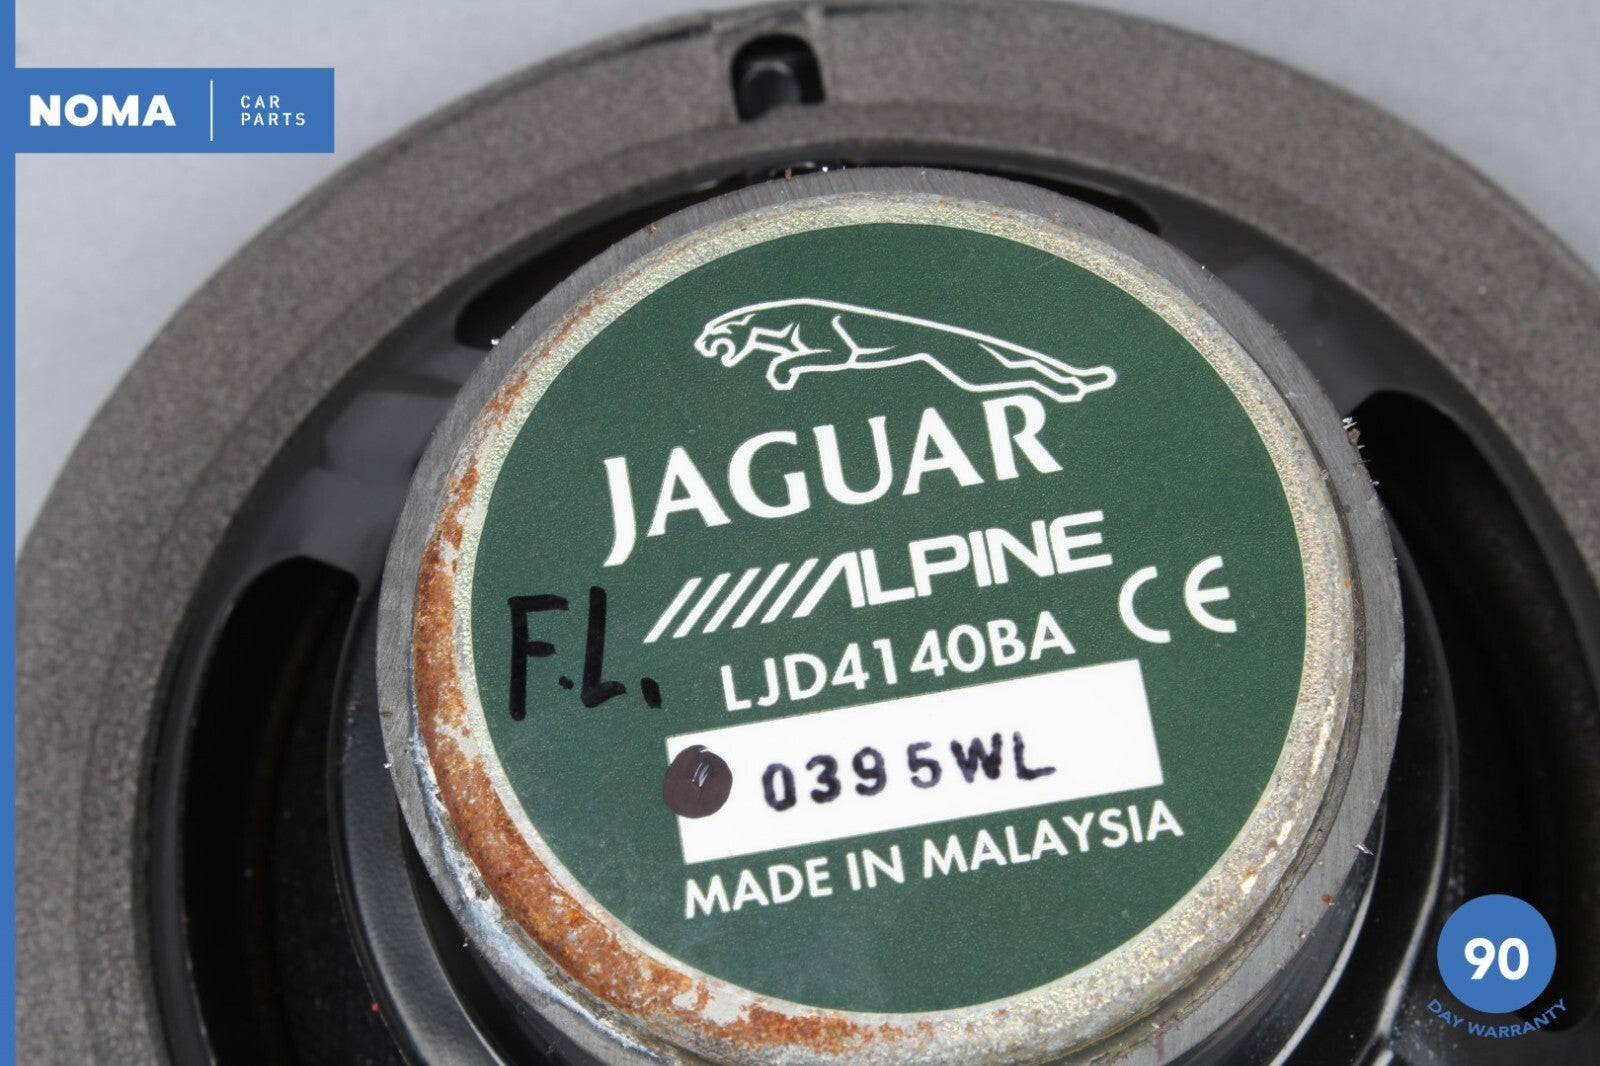 NOMA
CAR
PARTS
JAGUAR
ALPINE
F.L.
LJD4140BA
CE
0395WL
MADE IN MALAYSIA
90
DAY WARRANTY